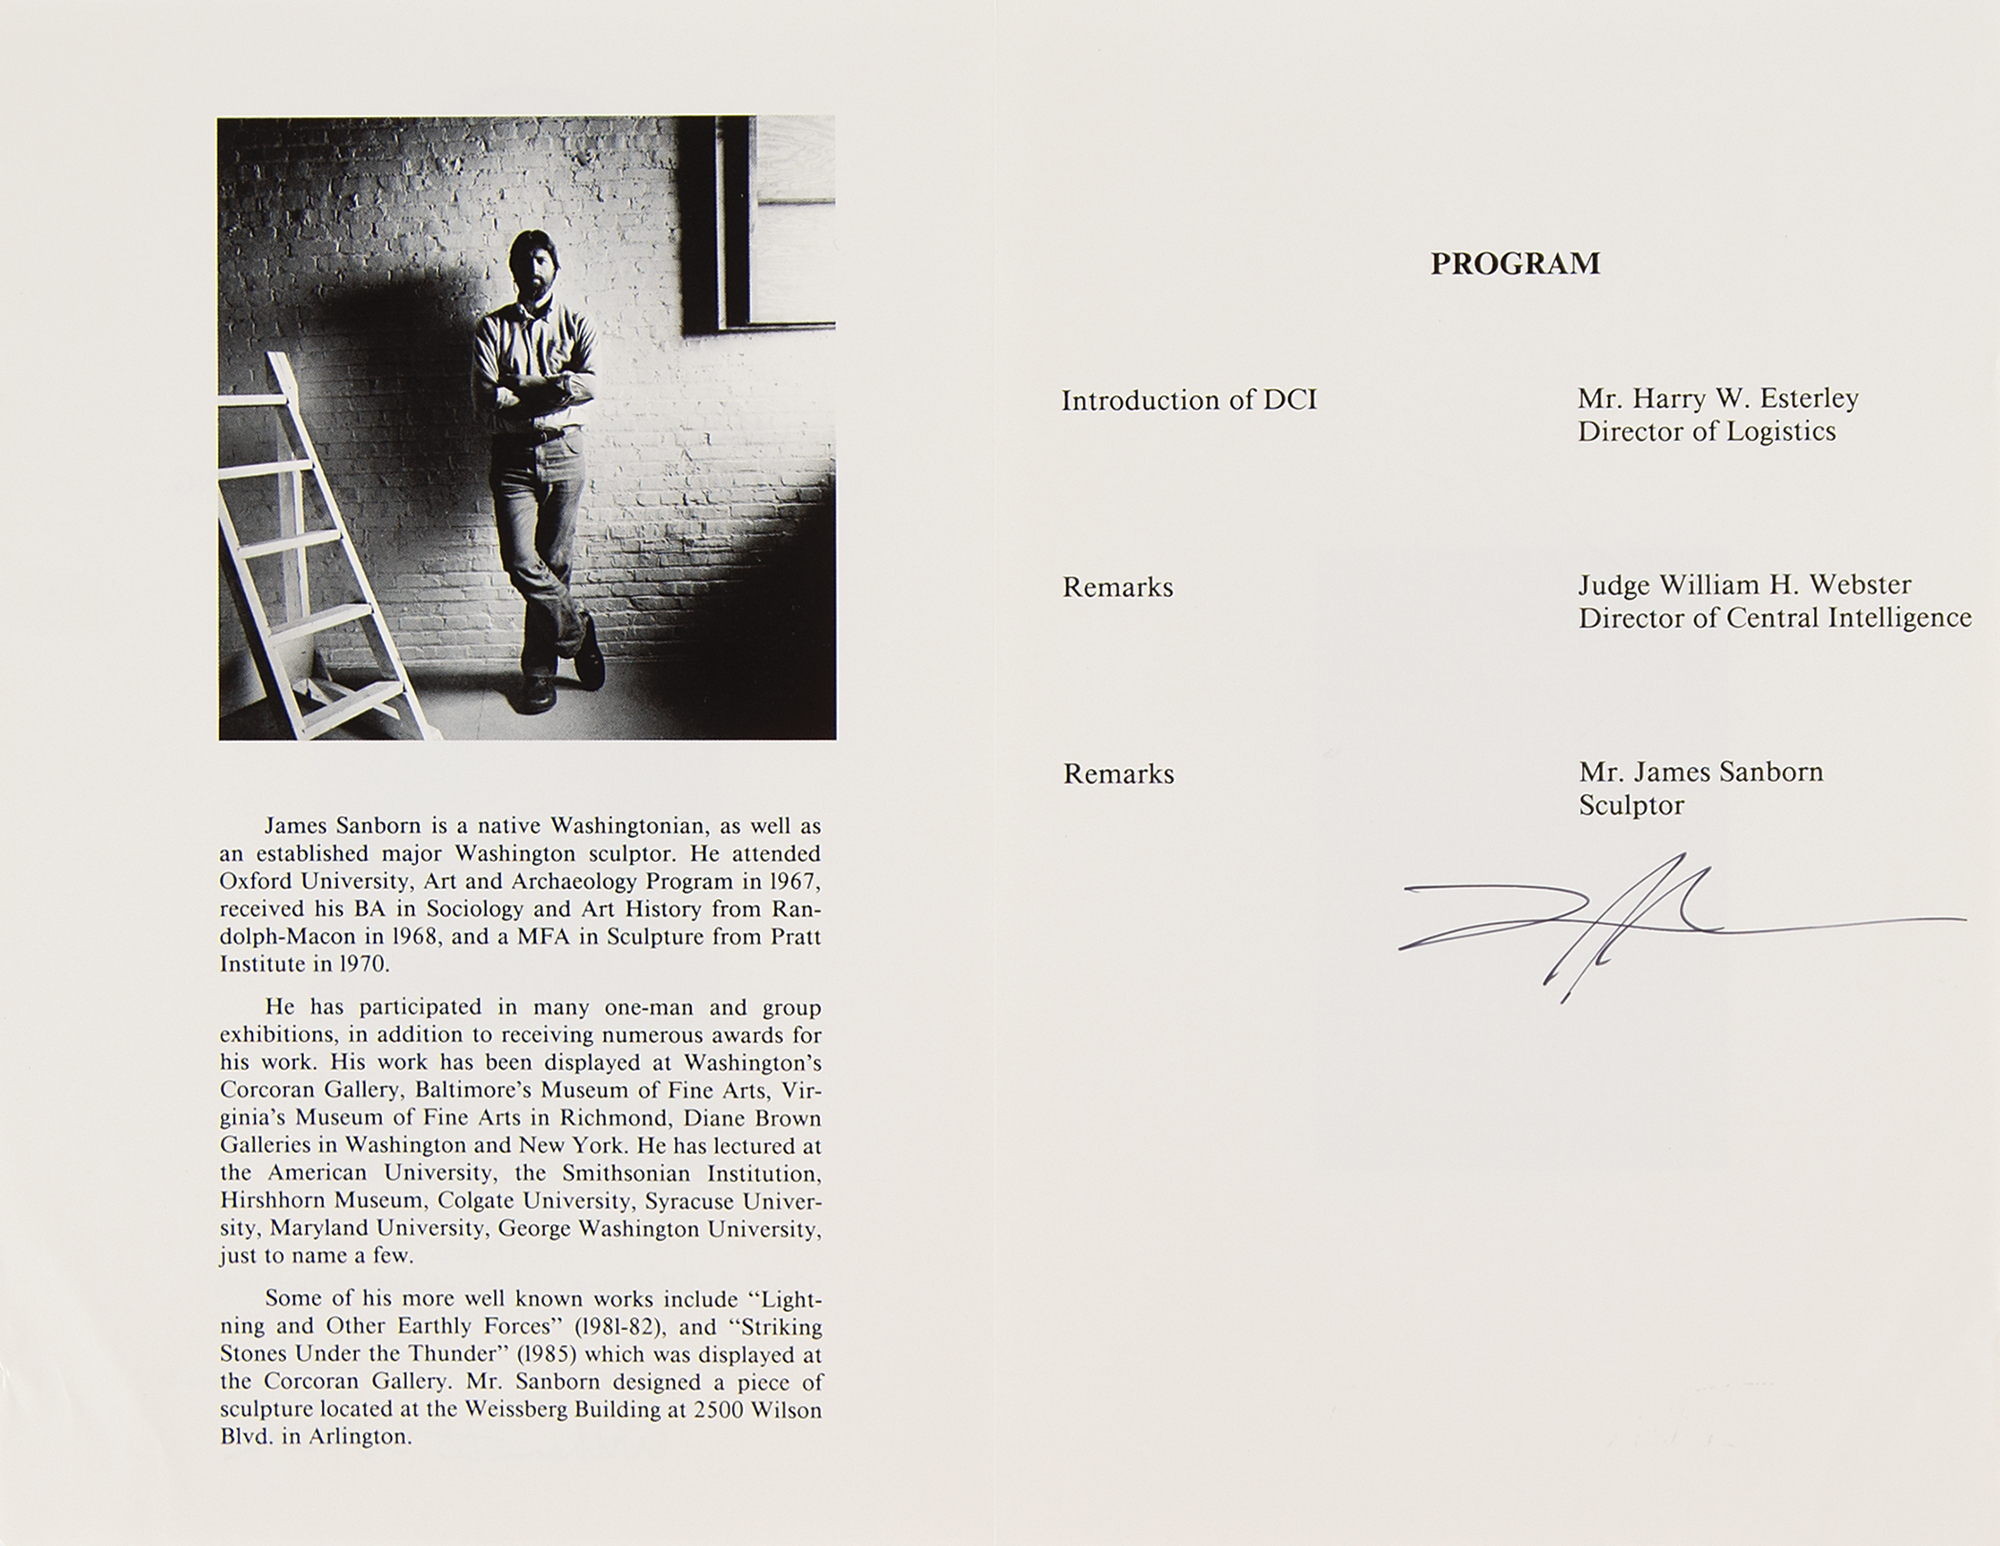 James Sanborn is a native Washingtonian, as well as
an established major Washington sculptor. He attended
Oxford University, Art and Archaeology Program in 1967,
received his BA in Sociology and Art History from Ran-
dolph-Macon in 1968, and a MFA in Sculpture from Pratt
Institute in 1970.
He has participated in many one-man and group
exhibitions, in addition to receiving numerous awards for
his work. His work has been displayed at Washington's
Corcoran Gallery, Baltimore's Museum of Fine Arts, Vir-
ginia's Museum of Fine Arts in Richmond, Diane Brown
Galleries in Washington and New York. He has lectured at
the American University, the Smithsonian Institution,
Hirshhorn Museum, Colgate University, Syracuse Univer-
sity, Maryland University, George Washington University,
just to name a few.
Some of his more well known works include "Light-
ning and Other Earthly Forces" (1981-82), and "Striking
Stones Under the Thunder" (1985) which was displayed at
the Corcoran Gallery. Mr. Sanborn designed a piece of
sculpture located at the Weissberg Building at 2500 Wilson
Blvd. in Arlington.
PROGRAM
Introduction of DCI
Mr. Harry W. Esterley
Director of Logistics
Remarks
Judge William H. Webster
Director of Central Intelligence
Remarks
Mr. James Sanborn
Sculptor